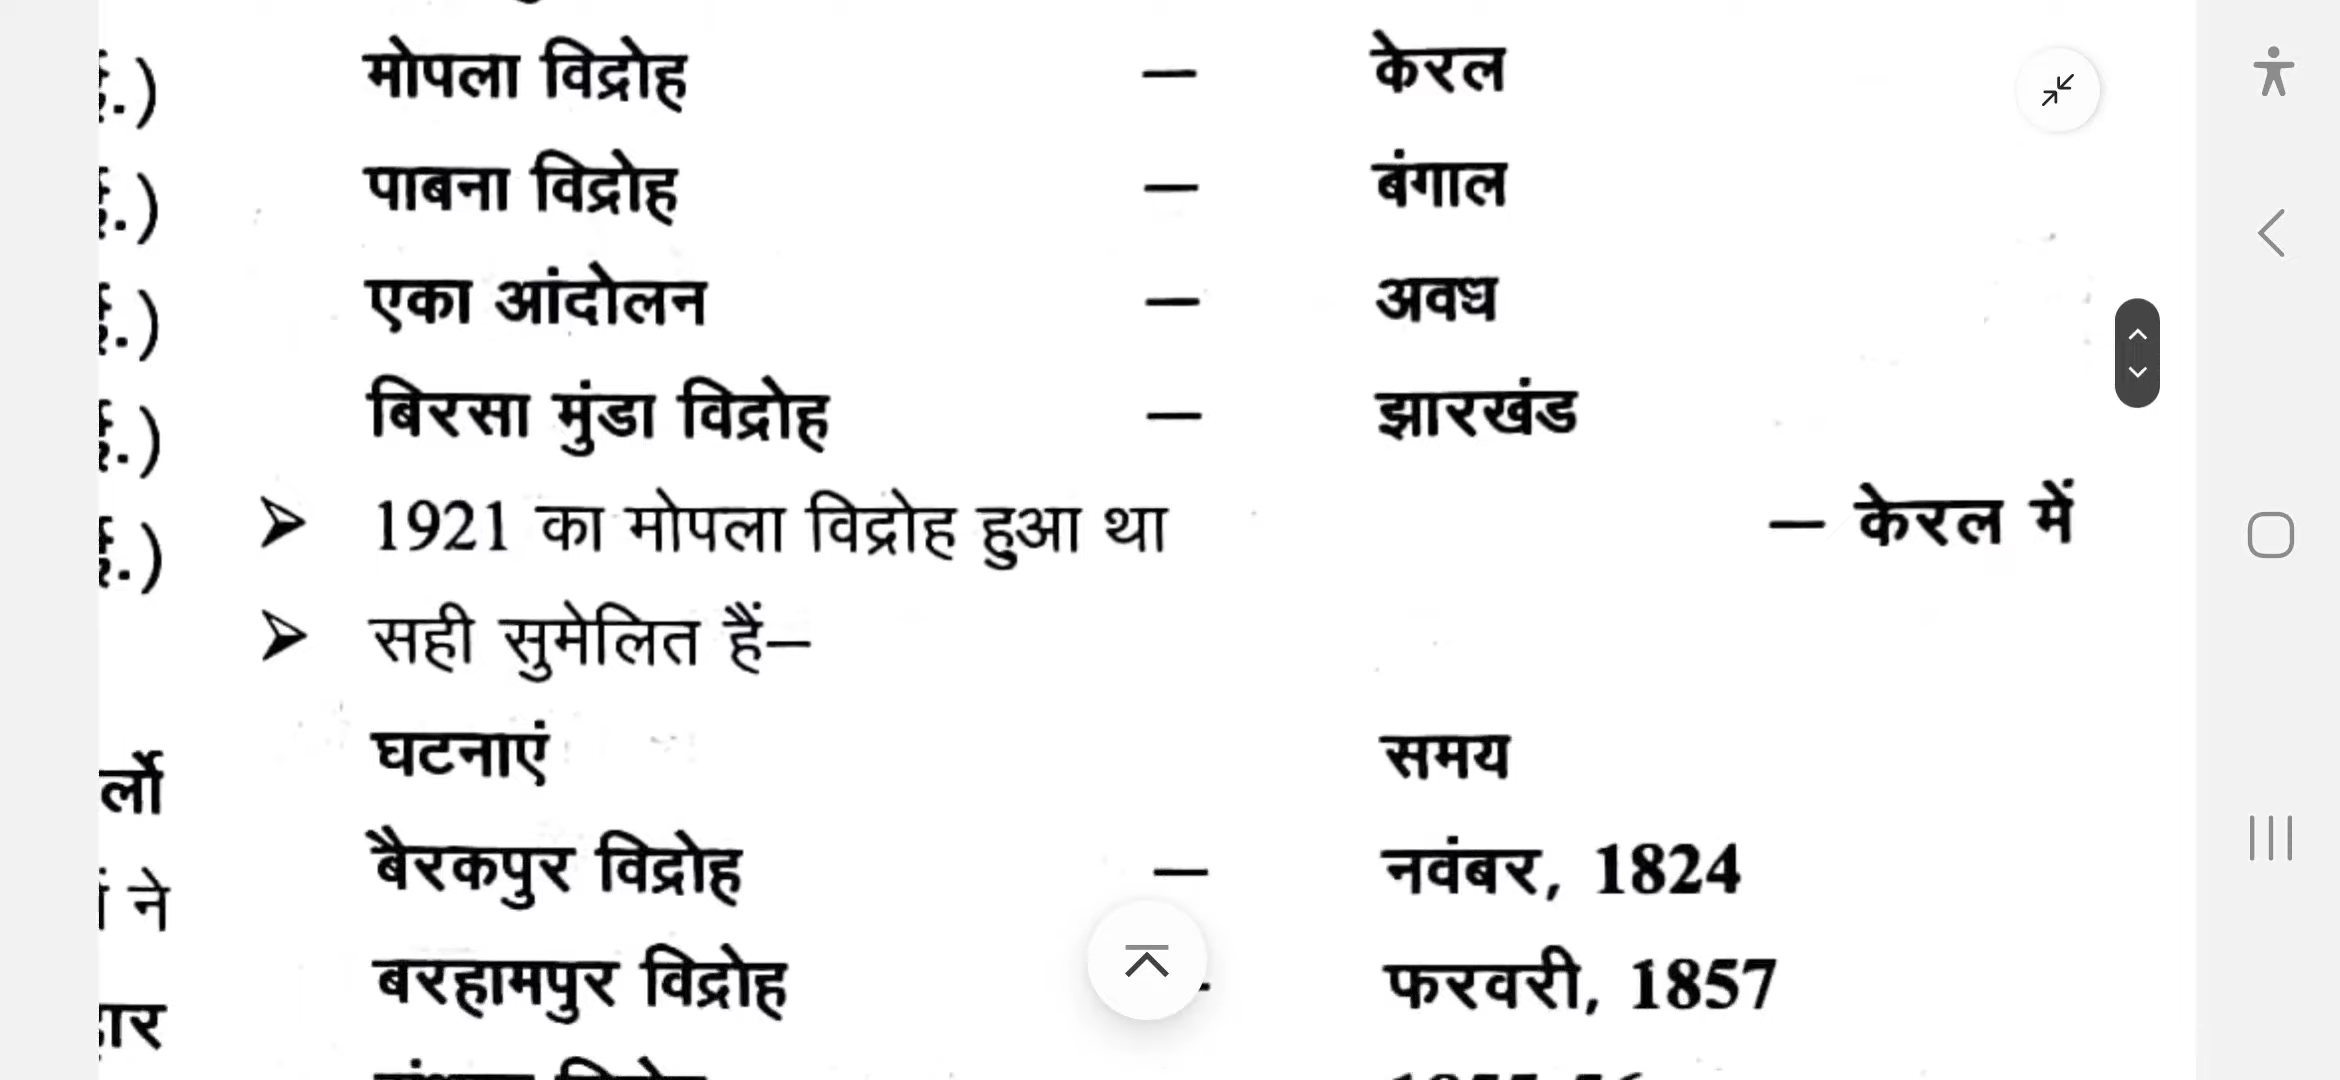 ई.)
मोपला विद्रोह — केरल
ई.)
पाबना विद्रोह — बंगाल
ई.)
एका आंदोलन — अवध
ई.)
बिरसा मुंडा विद्रोह — झारखंड
ई.)
➤ 1921 का मोपला विद्रोह हुआ था — केरल में
➤ सही सुमेलित हैं–
घटनाएं समय
बैरकपुर विद्रोह — नवंबर, 1824
ने
बरहामपुर विद्रोह - फरवरी, 1857